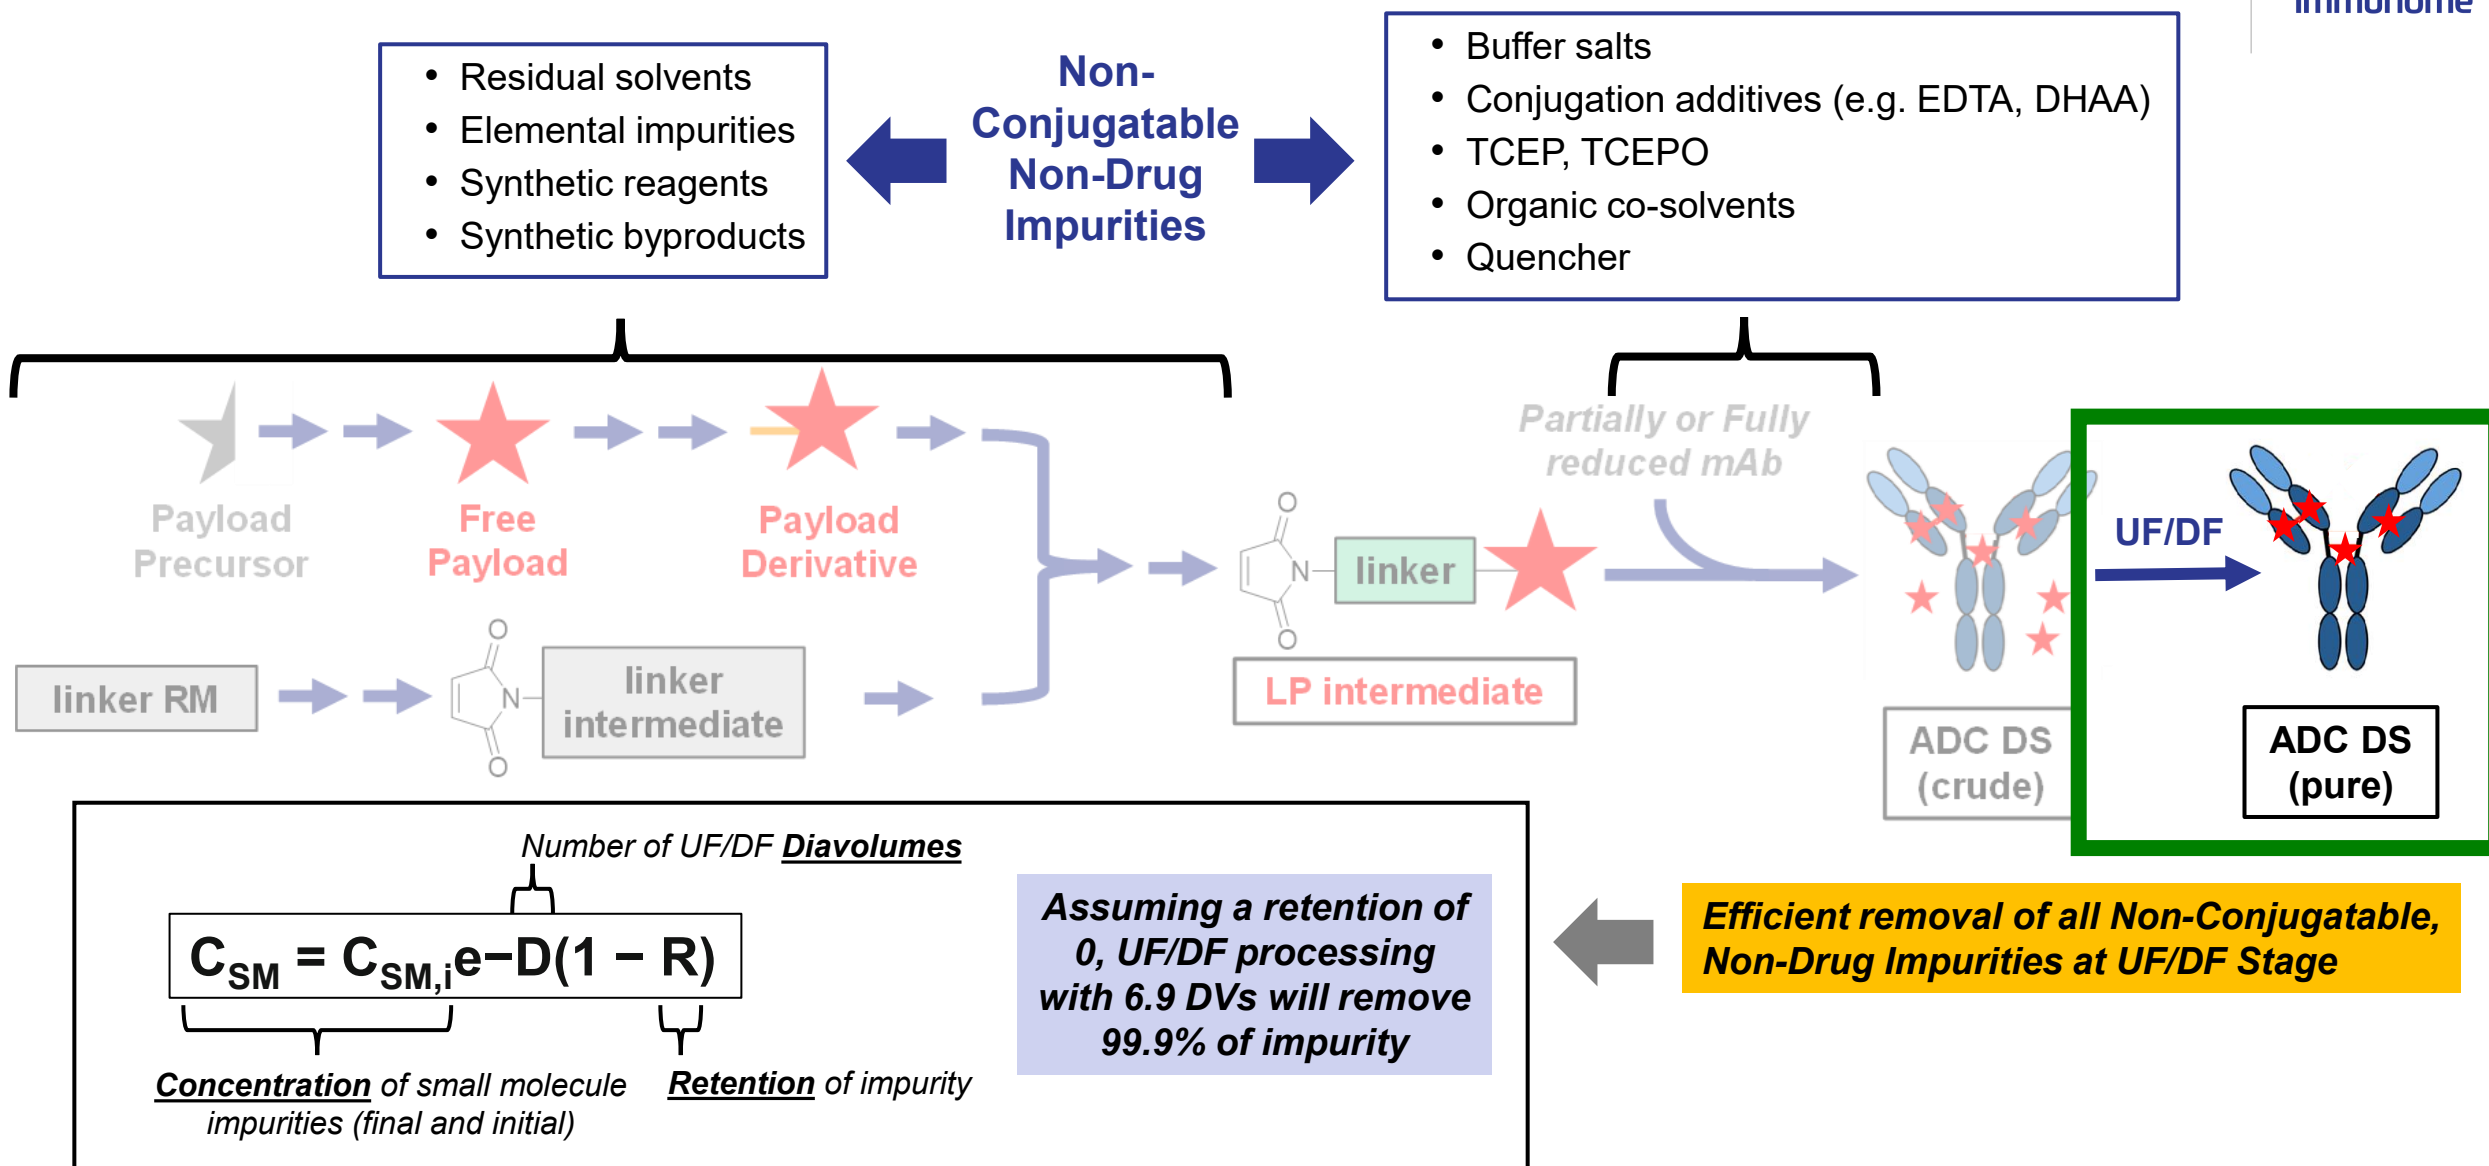 immunome
• Residual solvents
• Elemental impurities
• Synthetic reagents
• Synthetic byproducts
Non-
Conjugatable
Non-Drug
Impurities
• Buffer salts
• Conjugation additives (e.g. EDTA, DHAA)
• TCEP, TCEPO
• Organic co-solvents
• Quencher
Payload
Precursor
Free
Payload
Payload
Derivative
Partially or Fully
reduced mAb
linker RM
O
N
O
linker
intermediate
O
N
O
linker
LP intermediate
ADC DS
(crude)
UF/DF
ADC DS
(pure)
Number of UF/DF Diavolumes
C_SM = C_SM,i e−D(1 − R)
Concentration of small molecule
impurities (final and initial)
Retention of impurity
Assuming a retention of
0, UF/DF processing
with 6.9 DVs will remove
99.9% of impurity
Efficient removal of all Non-Conjugatable,
Non-Drug Impurities at UF/DF Stage